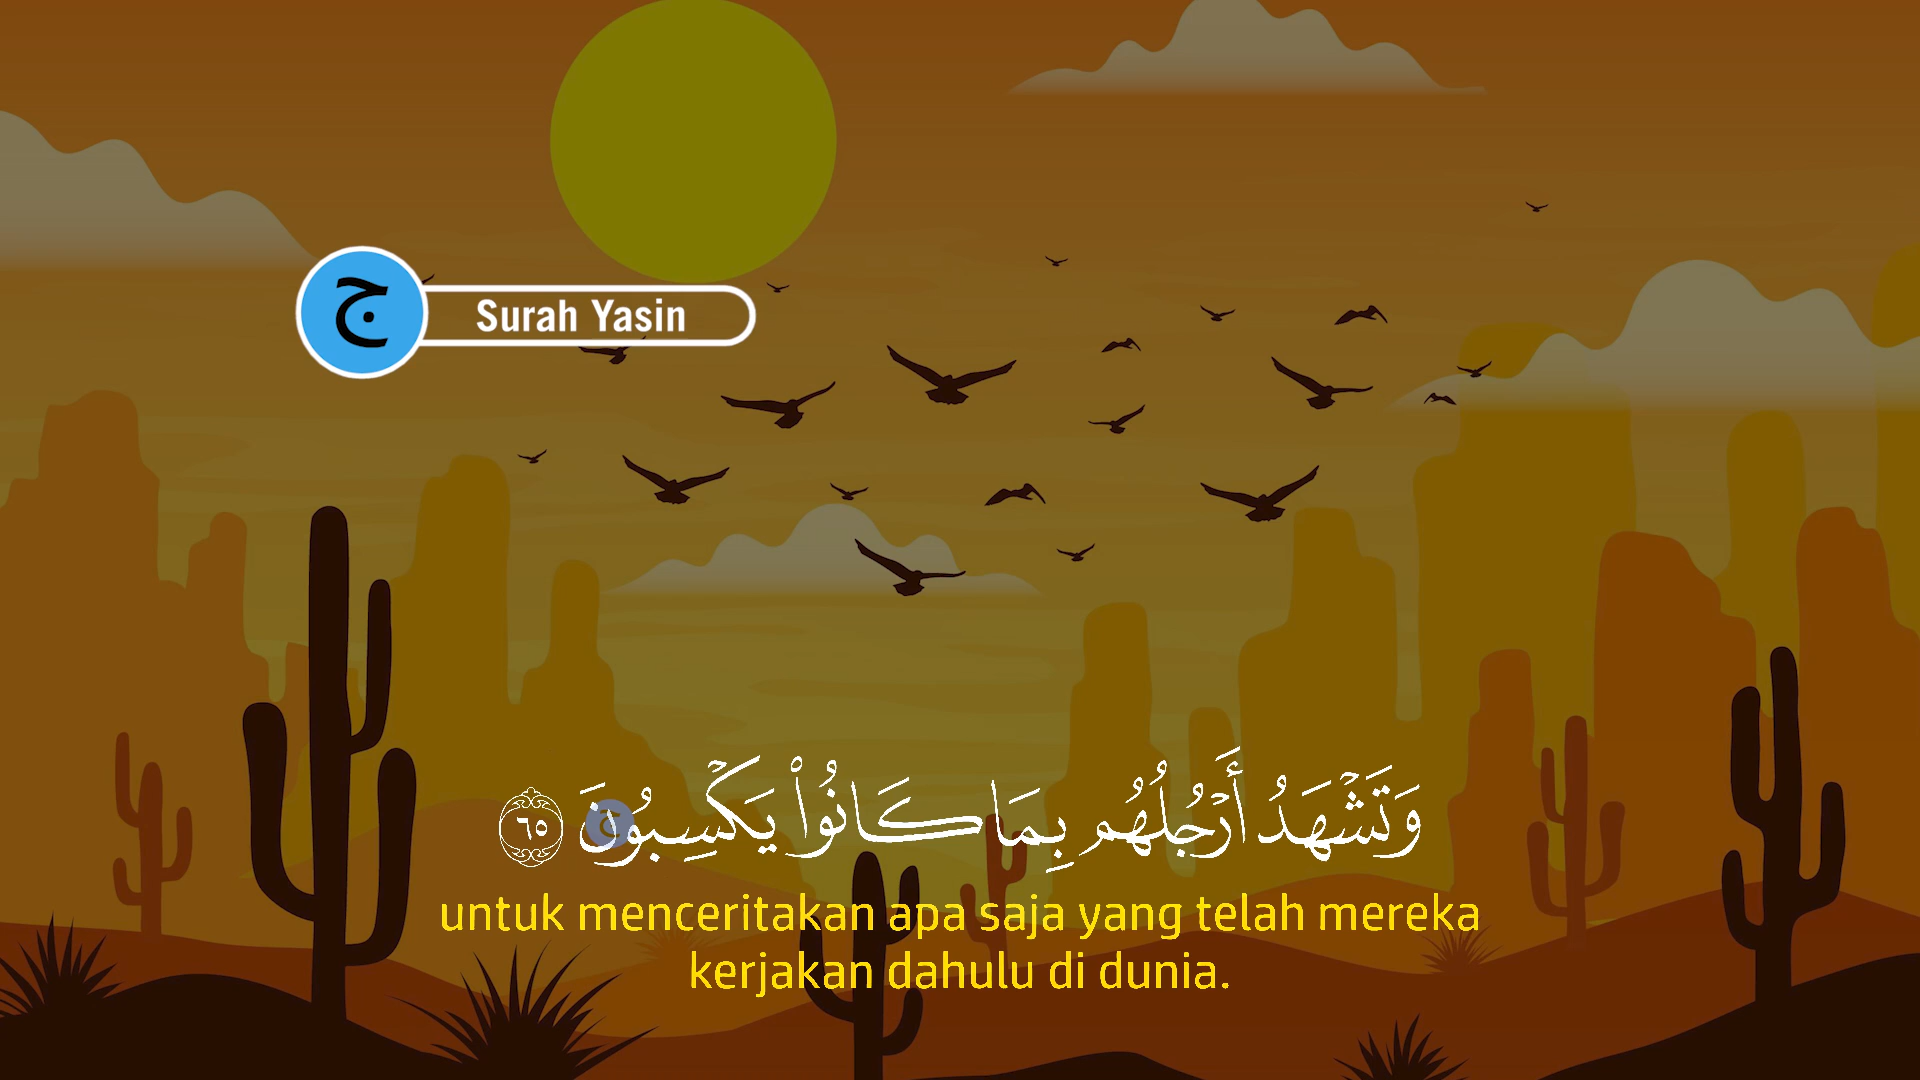 ج
Surah Yasin
وَتَشْهَدُ أَرْجُلُهُم بِمَا كَانُوا۟ يَكْسِبُونَ ٦٥
ج
untuk menceritakan apa saja yang telah mereka
kerjakan dahulu di dunia.